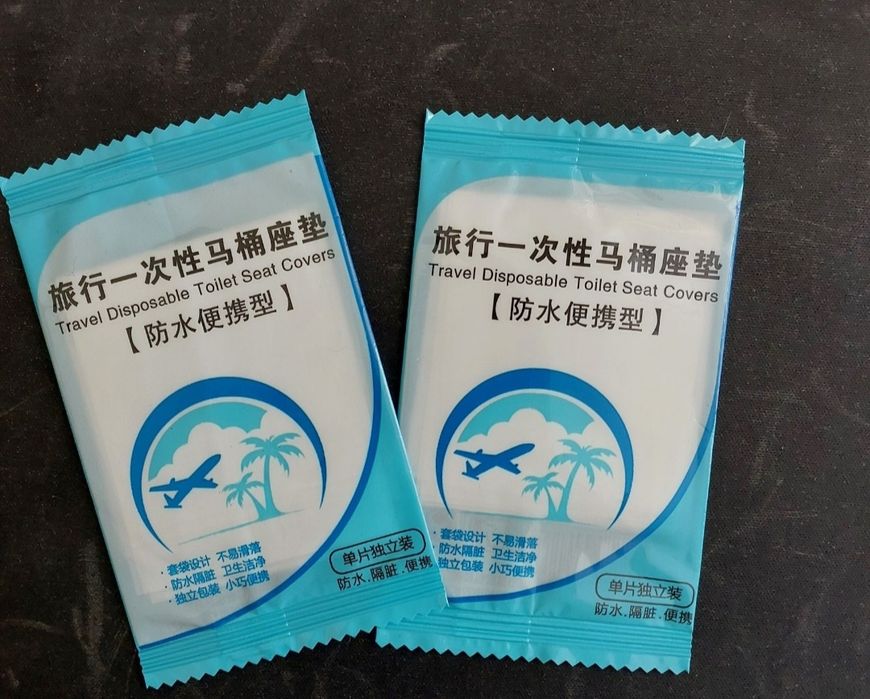 旅行一次性马桶座垫
Travel Disposable Toilet Seat Covers
【防水便携型】
· 套袋设计 不易滑落
· 防水隔脏 卫生洁净
· 独立包装 小巧便携
单片独立装
防水.隔脏.便携
旅行一次性马桶座垫
Travel Disposable Toilet Seat Covers
【防水便携型】
· 套袋设计 不易滑落
防水隔脏 卫生洁净
独立包装 小巧便携
单片独立装
防水.隔脏.便携